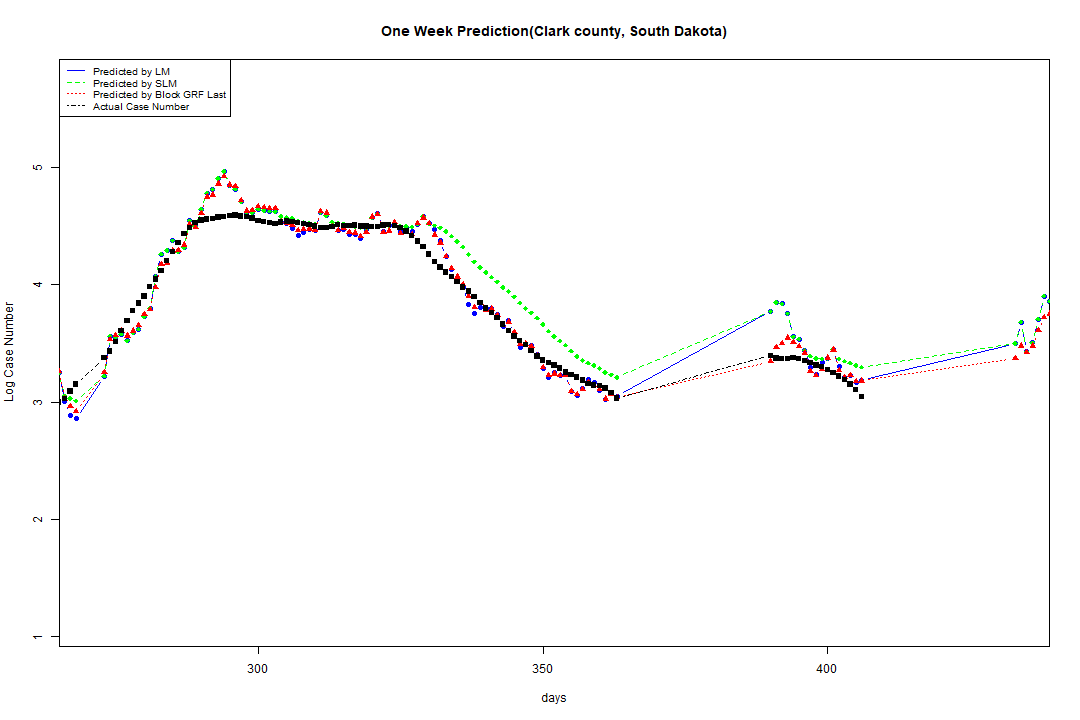 One Week Prediction(Clark county, South Dakota)
Predicted by LM
Predicted by SLM
Predicted by Block GRF Last
Actual Case Number
5
4
3
2
1
Log Case Number
300
350
400
days